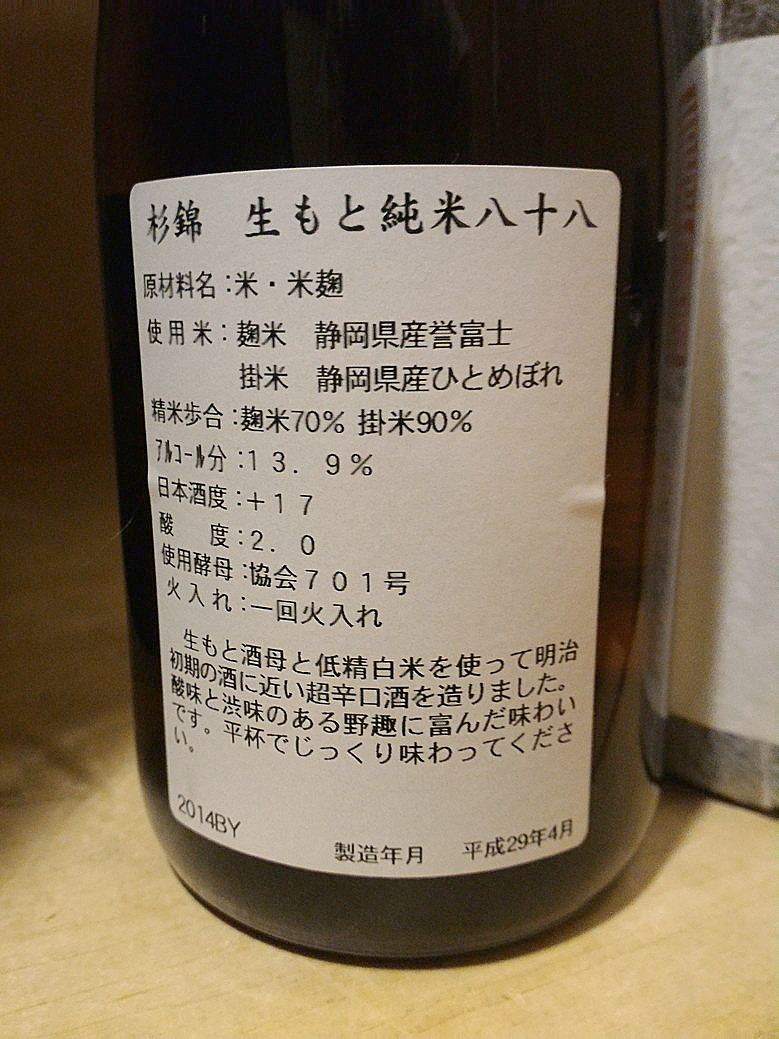 杉錦　生もと純米八十八
原材料名：米・米麹
使用米：麹米　静岡県産誉富士
掛米　静岡県産ひとめぼれ
精米歩合：麹米70％ 掛米90％
ｱﾙｺｰﾙ分：１３．９％
日本酒度：＋１７
酸　度：２．０
使用酵母：協会７０１号
火入れ：一回火入れ
生もと酒母と低精白米を使って明治
初期の酒に近い超辛口酒を造りました。
酸味と渋味のある野趣に富んだ味わい
です。平杯でじっくり味わってくださ
い。
2014BY
製造年月　平成29年4月